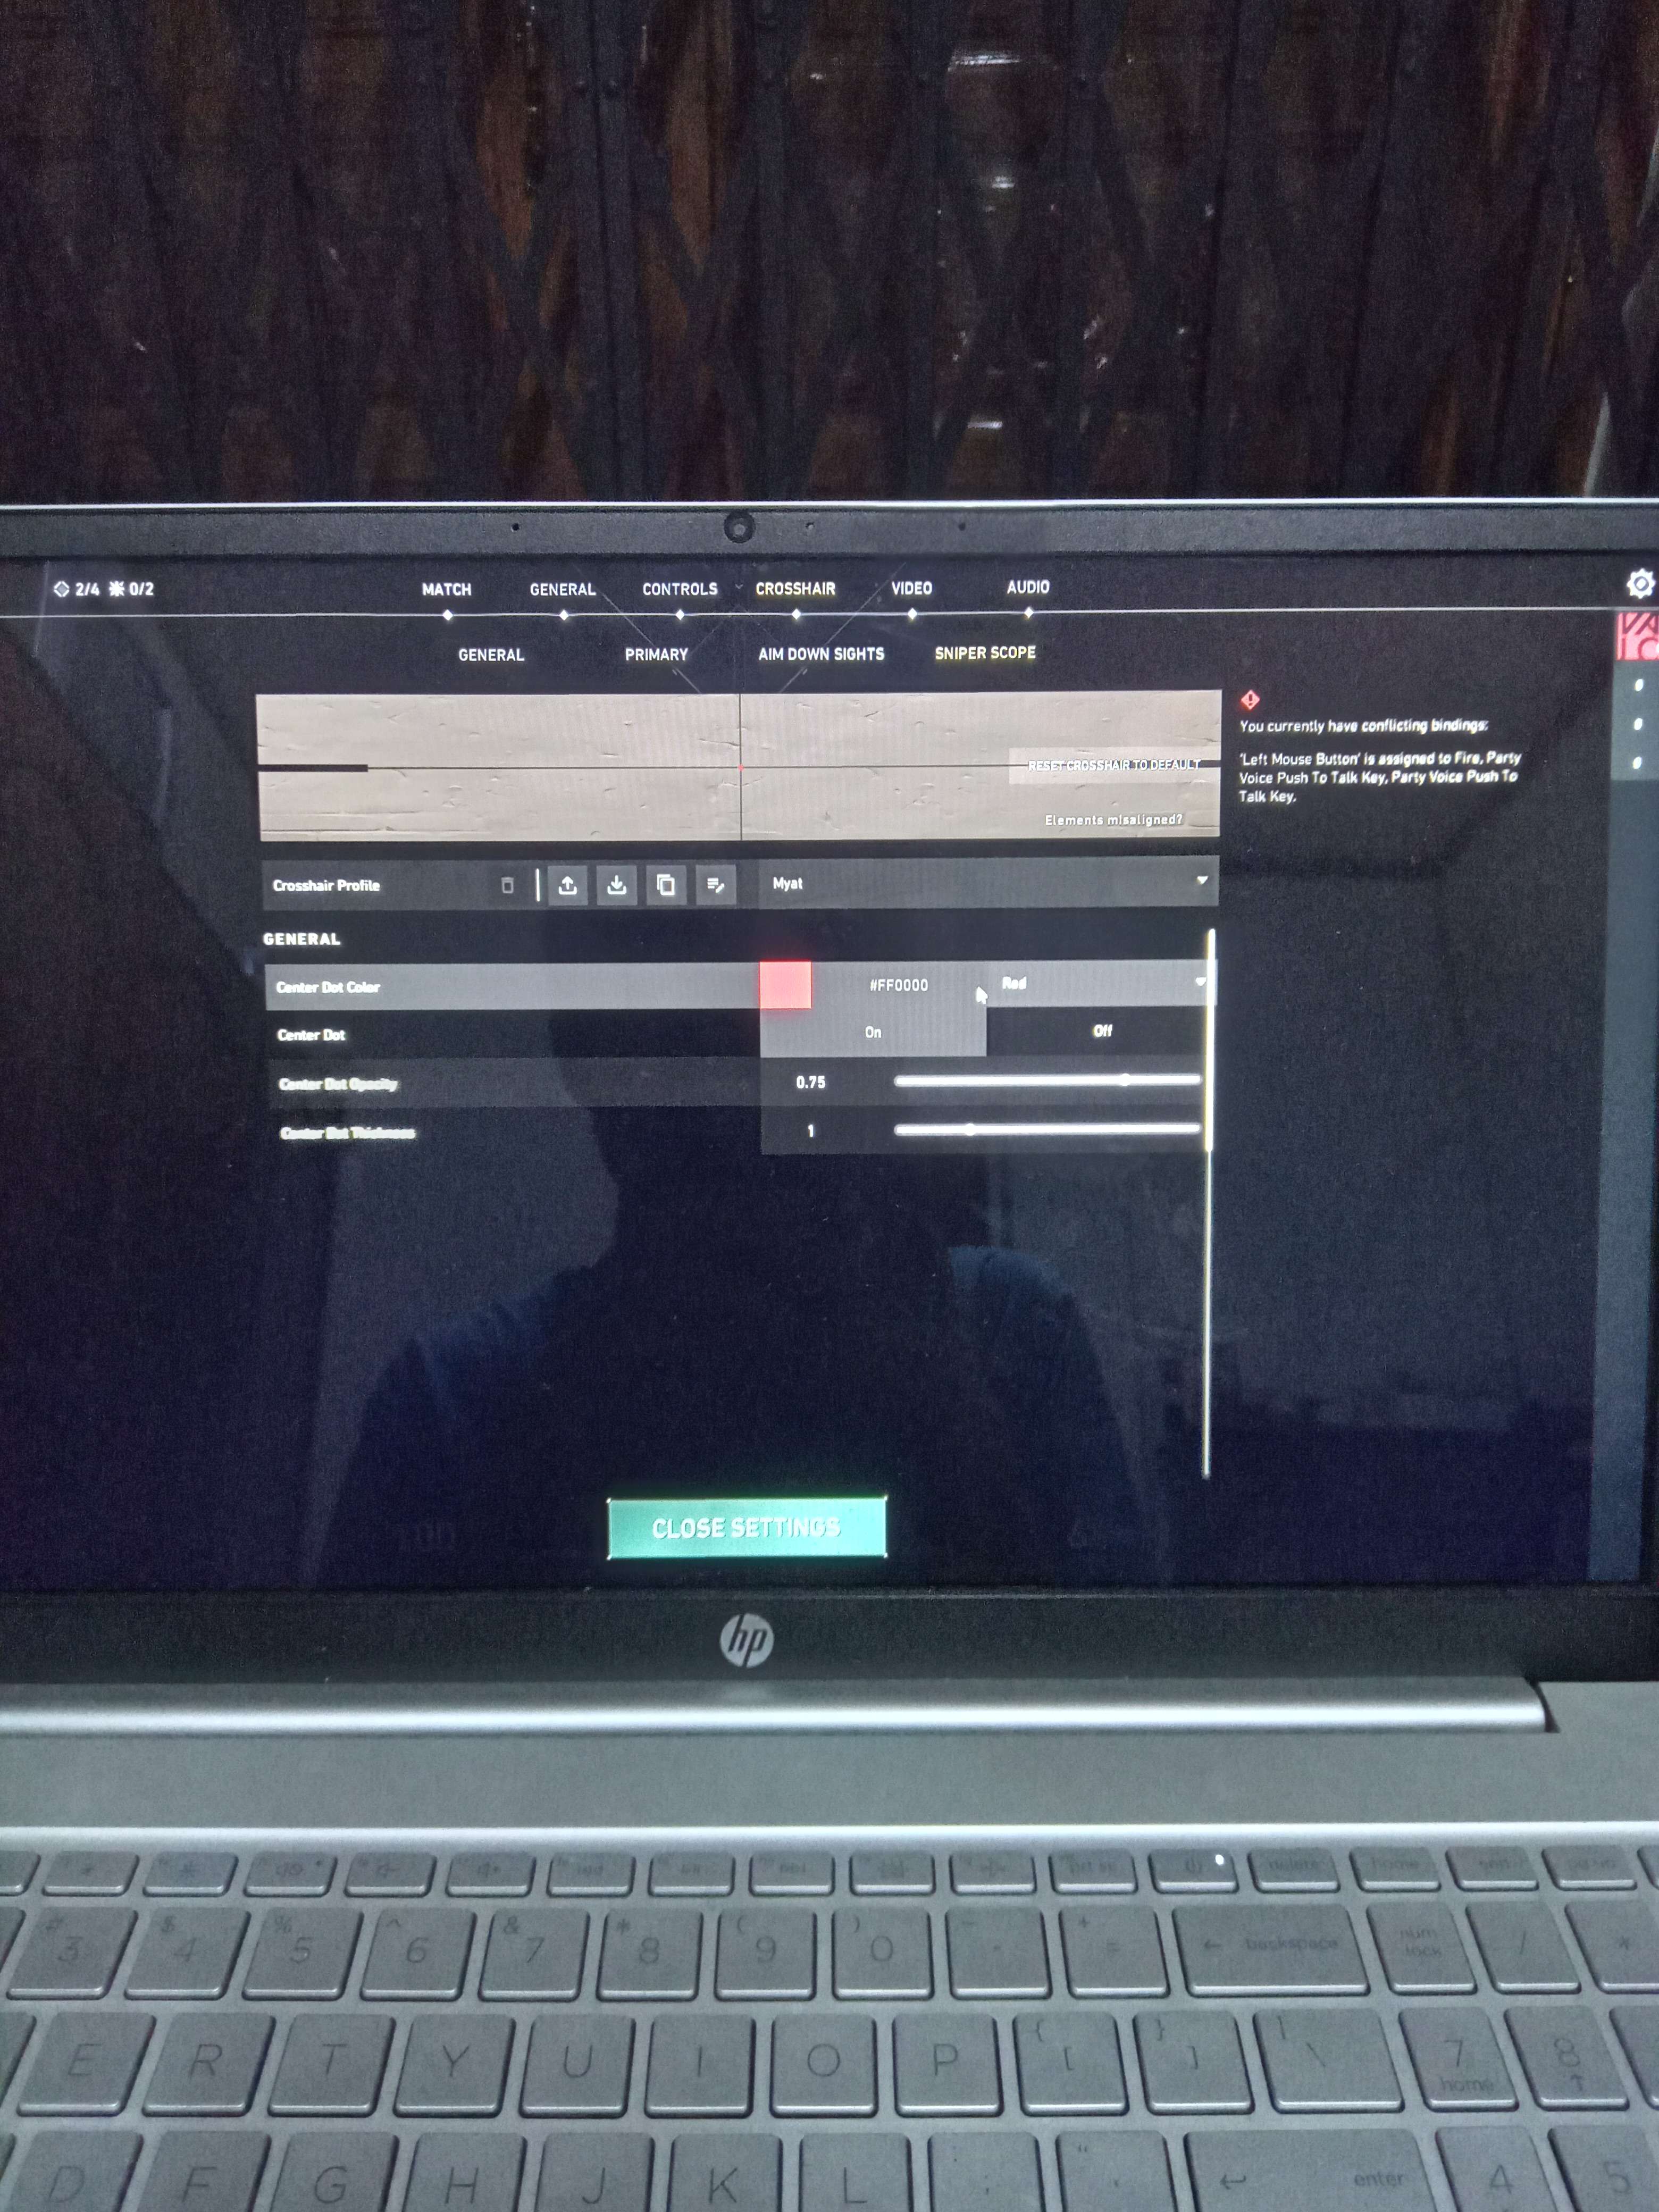 2/4 0/2
MATCH GENERAL CONTROLS CROSSHAIR VIDEO AUDIO
GENERAL PRIMARY AIM DOWN SIGHTS SNIPER SCOPE
RESET CROSSHAIR TO DEFAULT
Elements misaligned?
You currently have conflicting bindings:
'Left Mouse Button' is assigned to Fire, Party
Voice Push To Talk Key, Party Voice Push To
Talk Key.
Crosshair Profile Myat
GENERAL
Center Dot Color #FF0000 Red
Center Dot On Off
Center Dot Opacity 0.75
Center Dot Thickness 1
CLOSE SETTINGS
hp
delete home
# 3 $ 4 % 5 ^ 6 & 7 * 8 ( 9 ) 0 - + = ← backspace num lock / *
E R T Y U I O P { [ } ] | \ 7 home 8 ↑
D F G H J K L enter 4 5